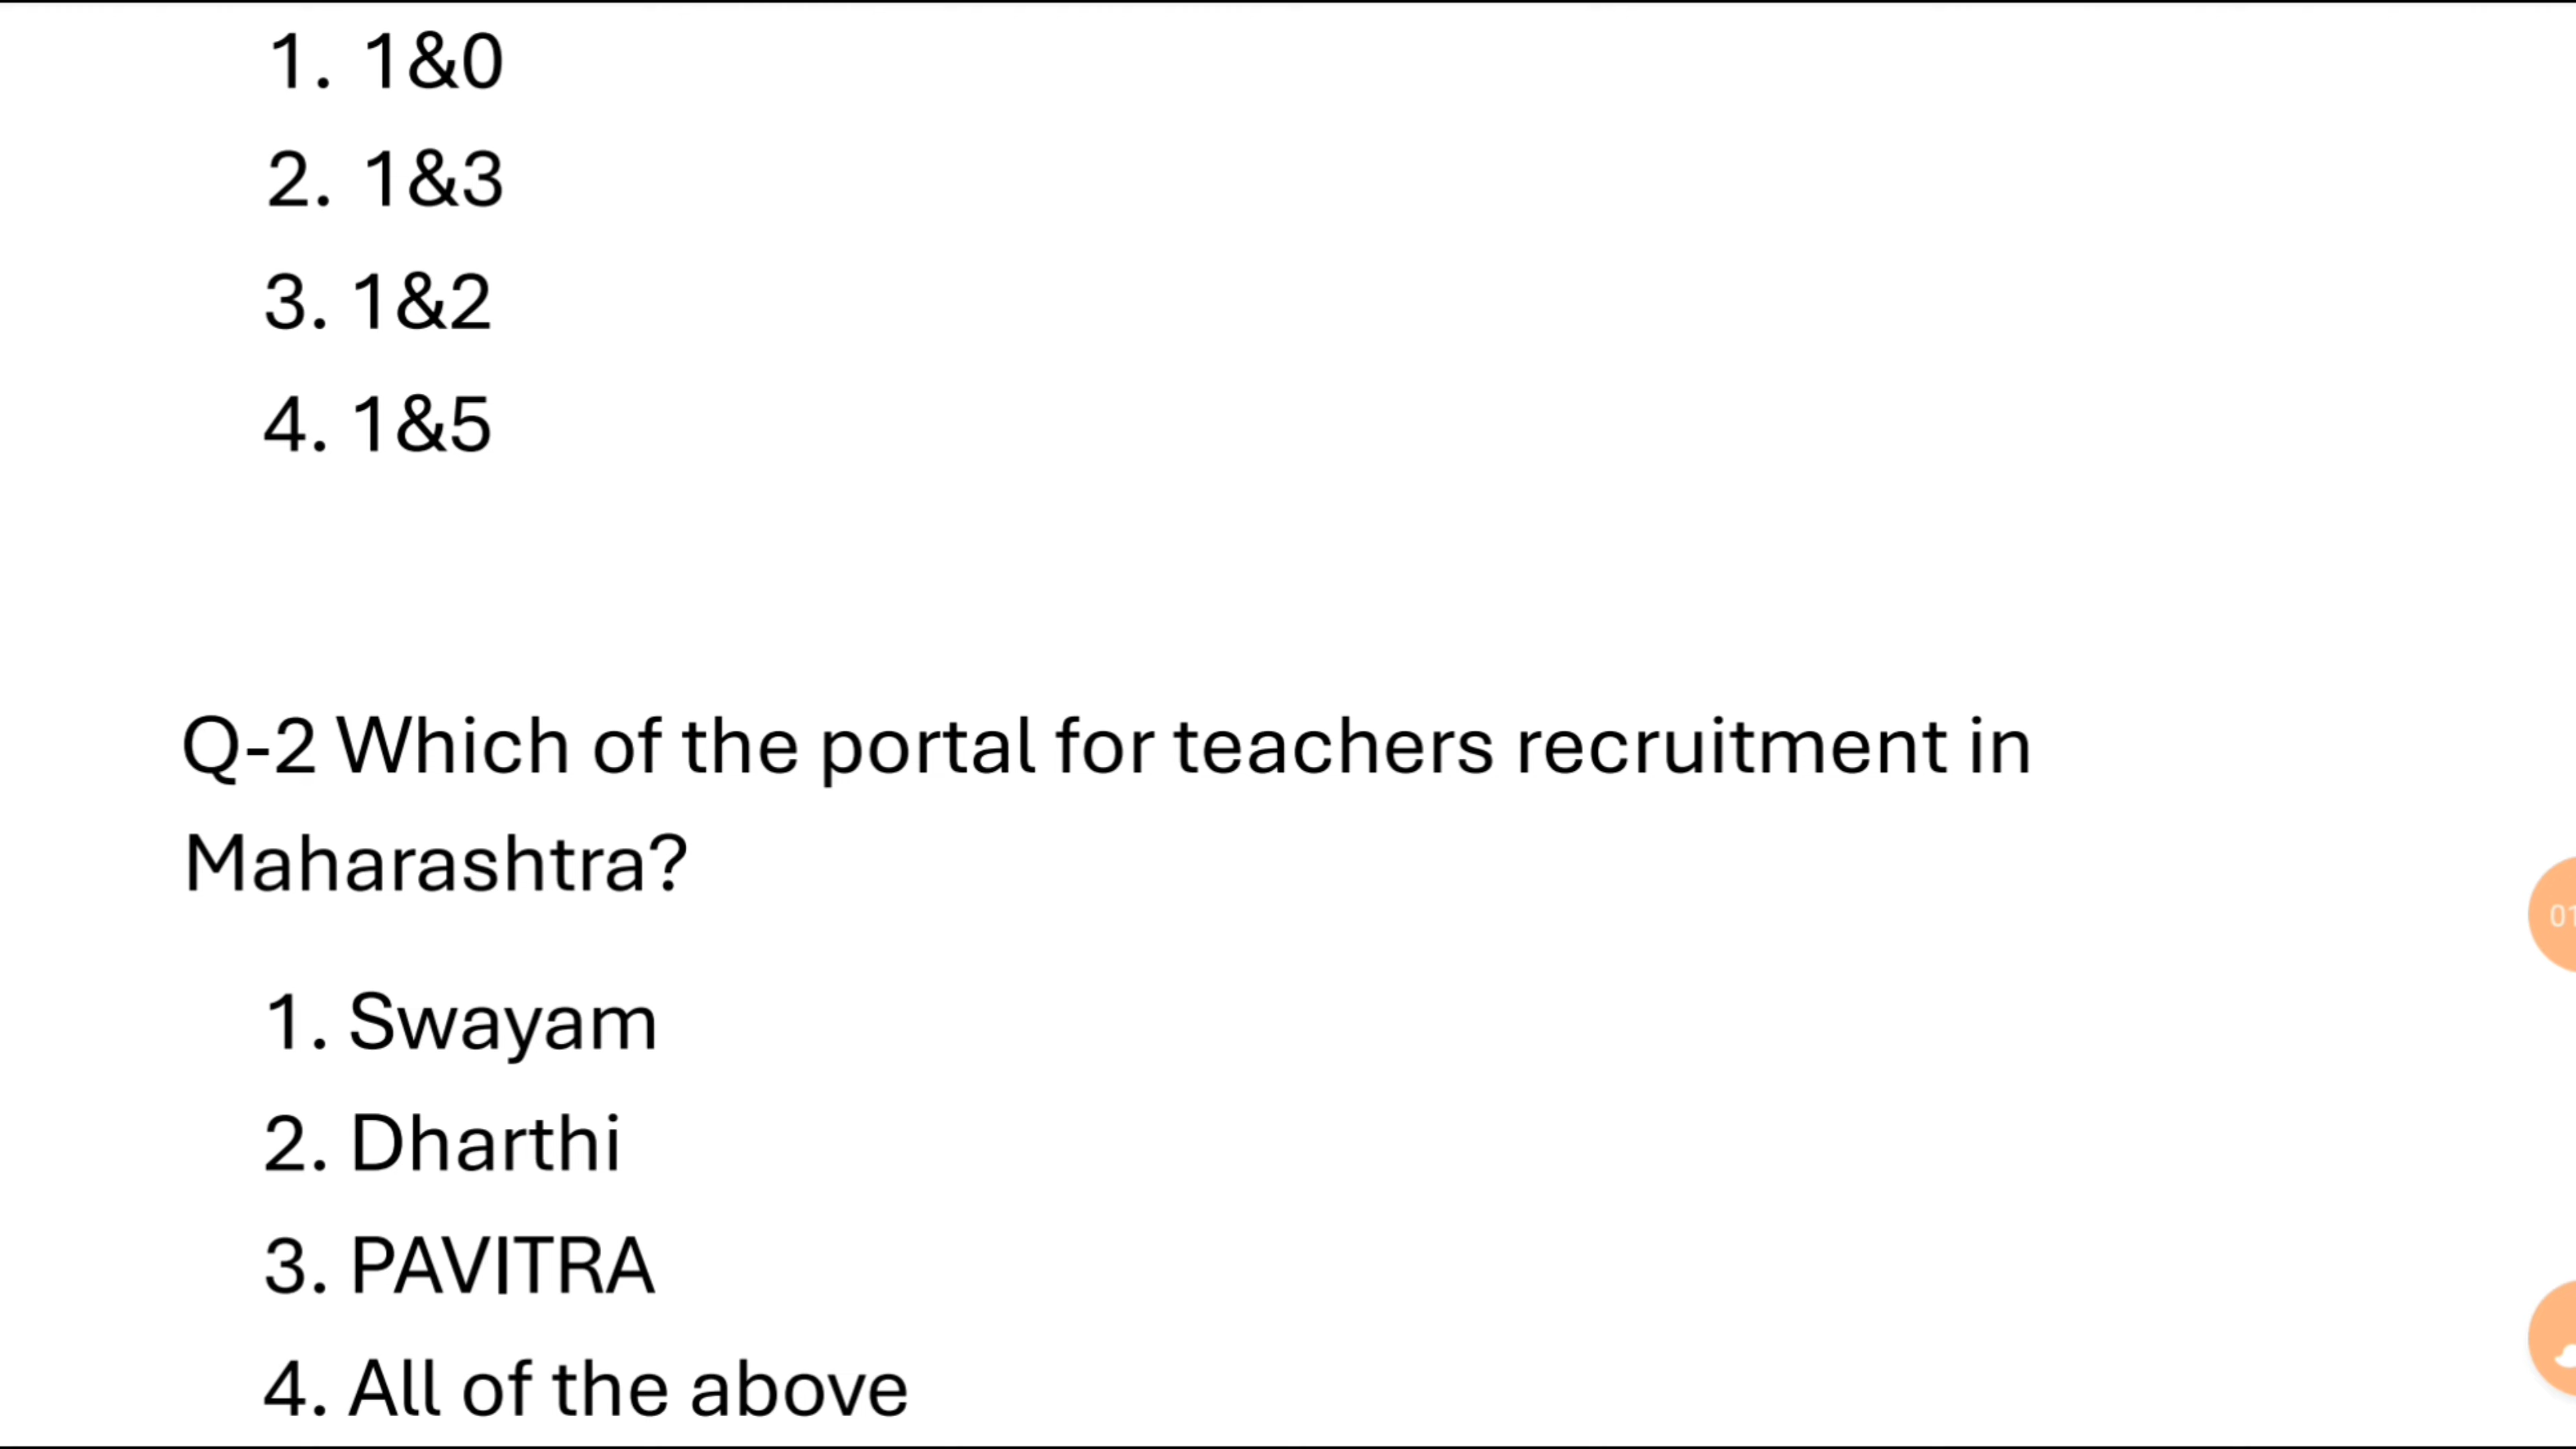 1. 1&0
2. 1&3
3. 1&2
4. 1&5
Q-2 Which of the portal for teachers recruitment in
Maharashtra?
1. Swayam
2. Dharthi
3. PAVITRA
4. All of the above
01